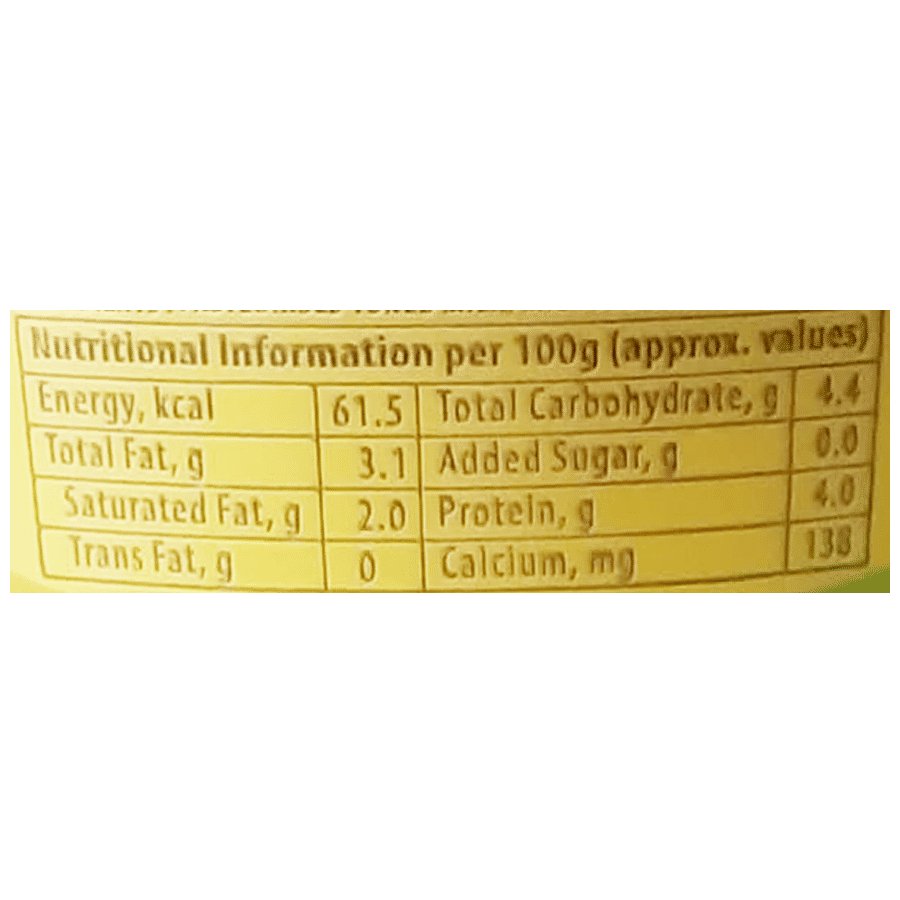 Nutritional Information per 100g (approx. values)
Energy, kcal 61.5 Total Carbohydrate, g 4.4
Total Fat, g 3.1 Added Sugar, g 0.0
Saturated Fat, g 2.0 Protein, g 4.0
Trans Fat, g 0 Calcium, mg 138